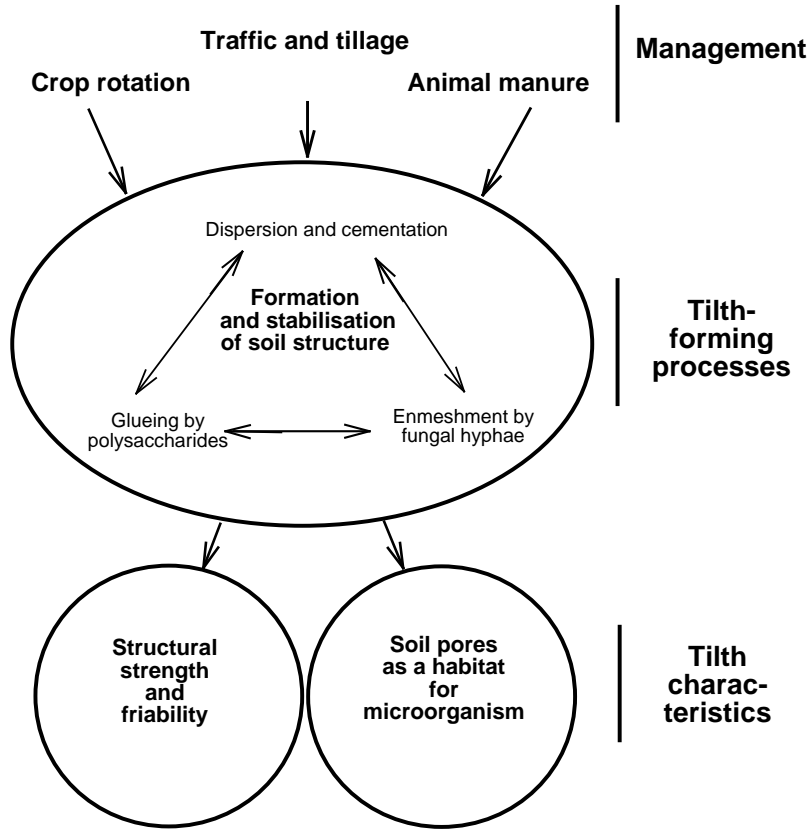 Traffic and tillage
Management
Crop rotation
Animal manure
Dispersion and cementation
Formation
and stabilisation
of soil structure
Tilth-
forming
processes
Glueing by
polysaccharides
Enmeshment by
fungal hyphae
Structural
strength
and
friability
Soil pores
as a habitat
for
microorganism
Tilth
charac-
teristics